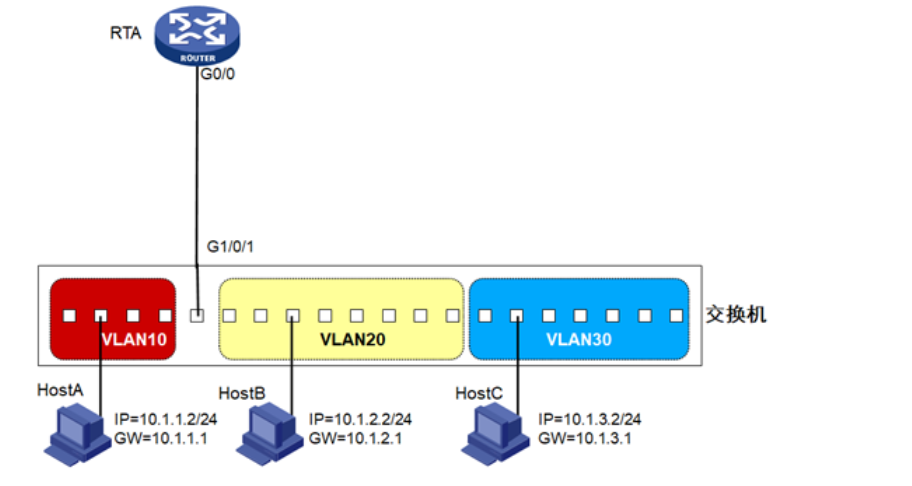 RTA
ROUTER
G0/0
G1/0/1
VLAN10
VLAN20
VLAN30
交换机
HostA
IP=10.1.1.2/24
GW=10.1.1.1
HostB
IP=10.1.2.2/24
GW=10.1.2.1
HostC
IP=10.1.3.2/24
GW=10.1.3.1